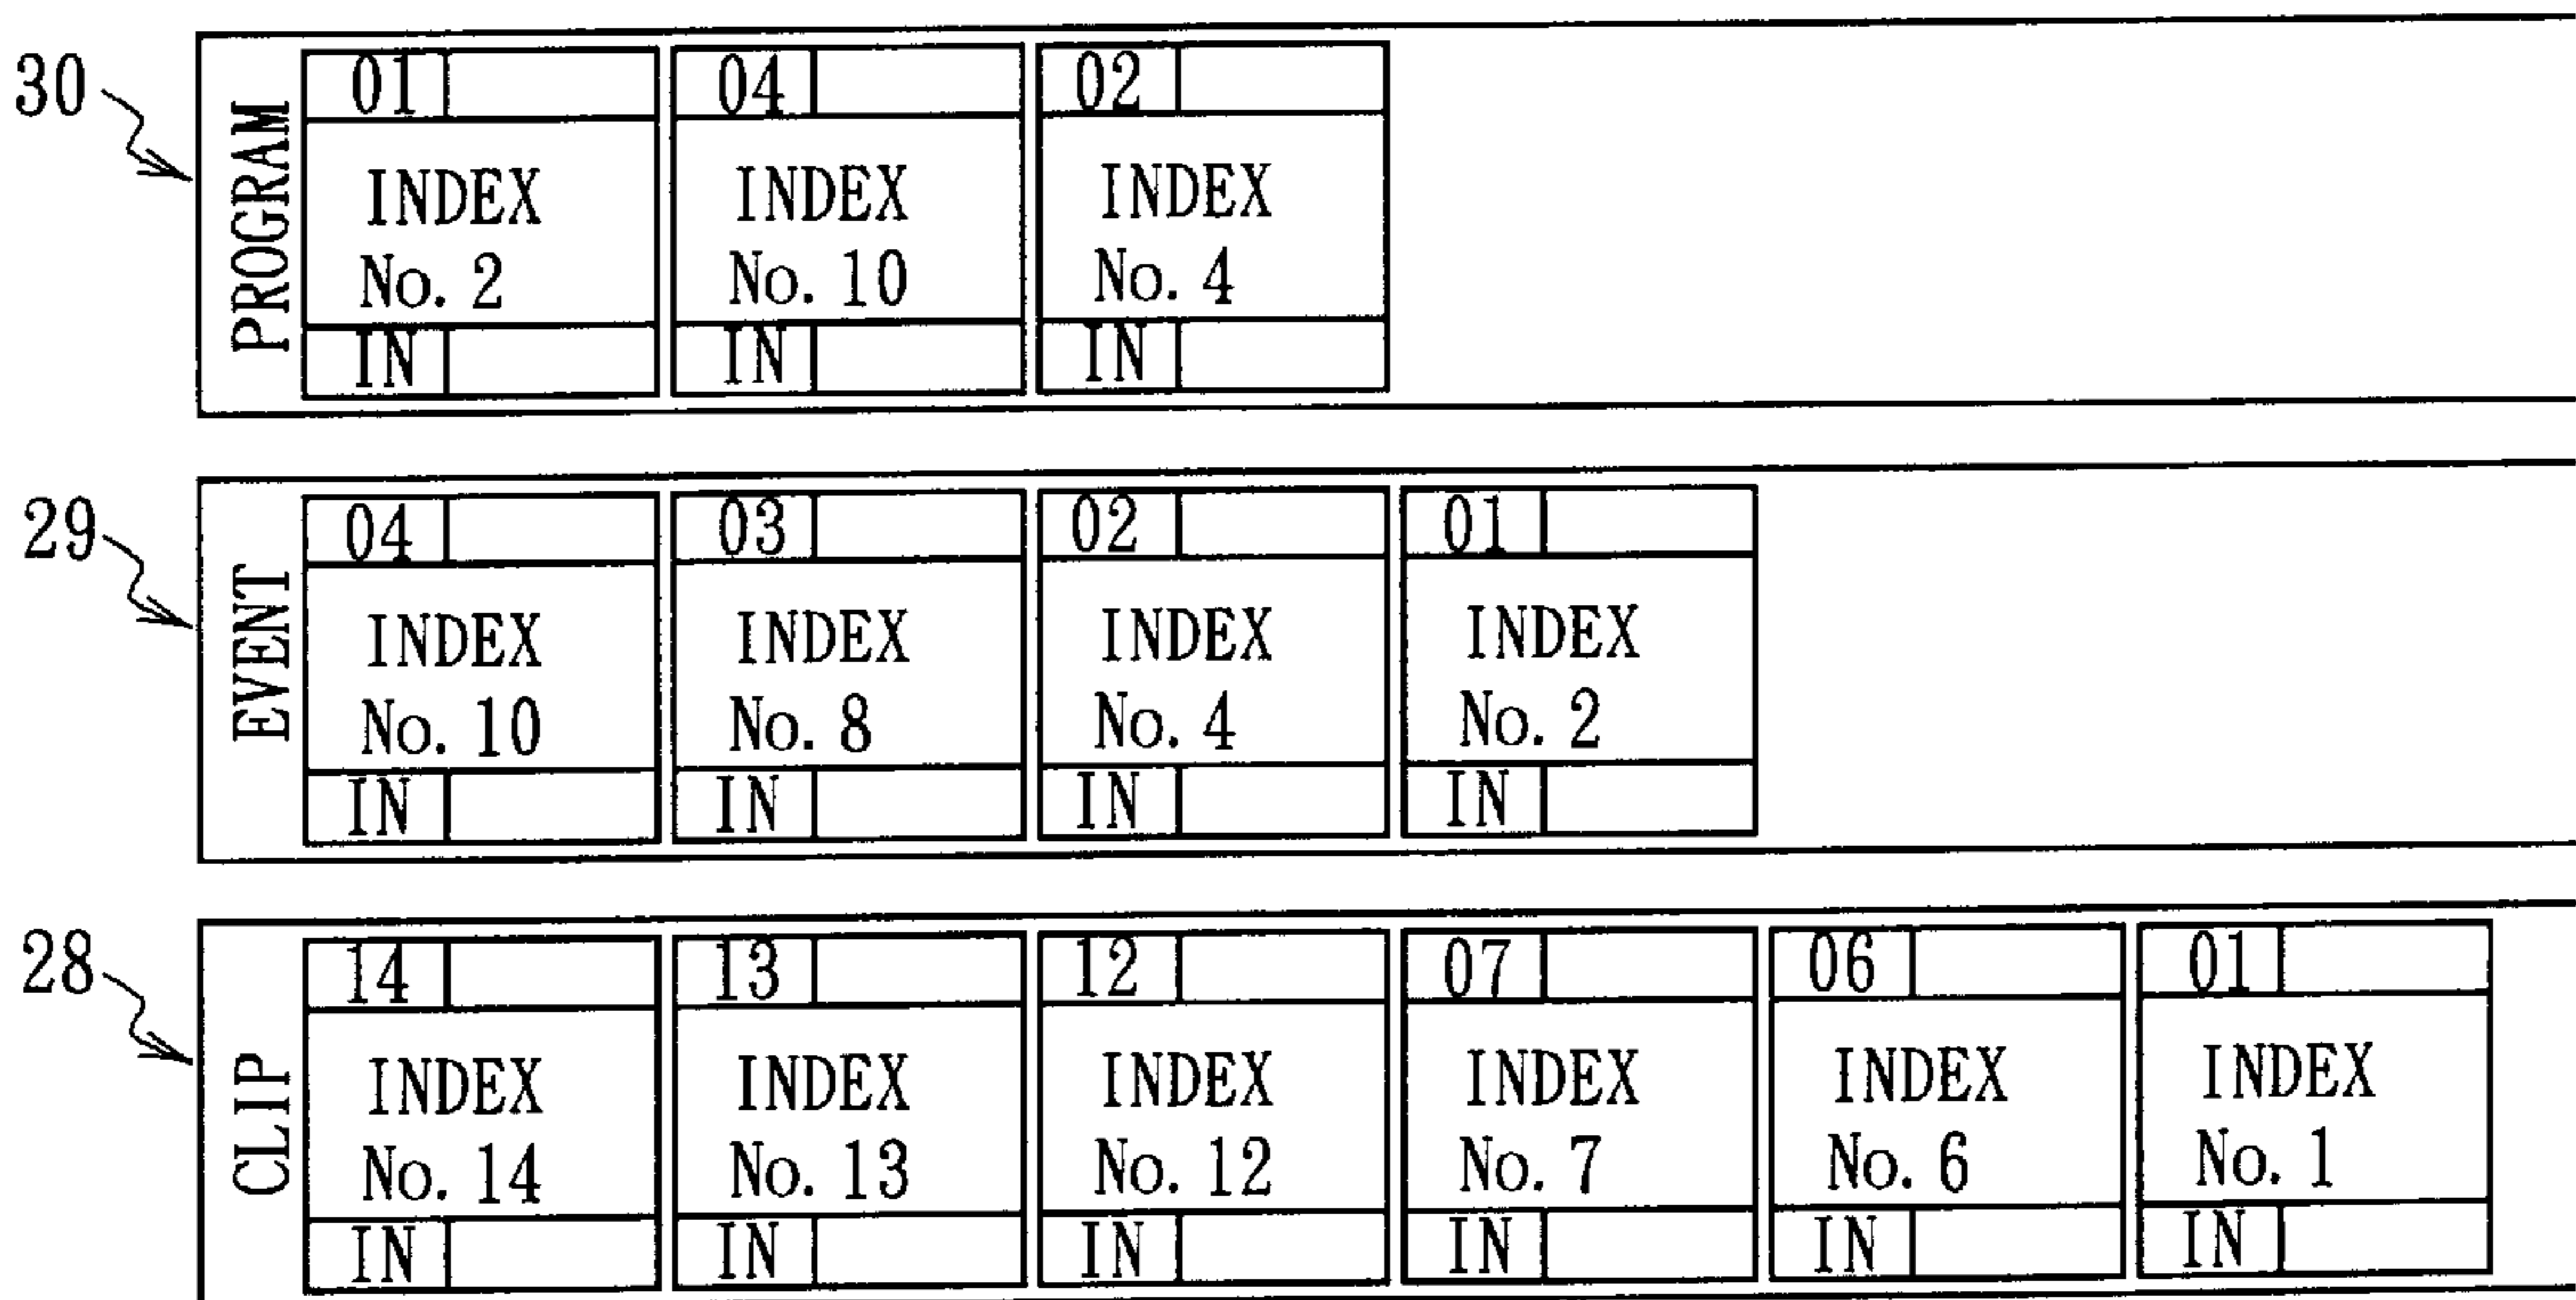 30
PROGRAM
01 04 02
INDEX INDEX INDEX
No. 2 No. 10 No. 4
IN IN IN
29
EVENT
04 03 02 01
INDEX INDEX INDEX INDEX
No. 10 No. 8 No. 4 No. 2
IN IN IN IN
28
CLIP
14 13 12 07 06 01
INDEX INDEX INDEX INDEX INDEX INDEX
No. 14 No. 13 No. 12 No. 7 No. 6 No. 1
IN IN IN IN IN IN